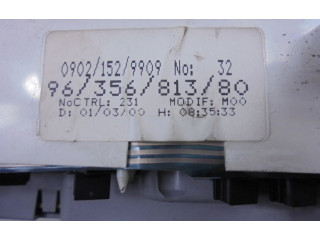 0902/152/9909 No: 32
96/356/813/80
NoCTRL: 231 MODIF: M00
D: 01/03/00 H: 08:35:33